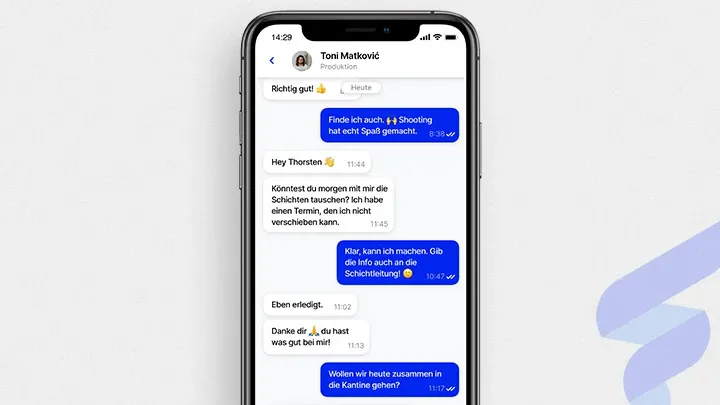 14:29
Toni Matković
Produktion
Richtig gut! 👍
Heute
Finde ich auch. 🙌 Shooting
hat echt Spaß gemacht.
8:38
Hey Thorsten 👋
11:44
Könntest du morgen mit mir die
Schichten tauschen? Ich habe
einen Termin, den ich nicht
verschieben kann.
11:45
Klar, kann ich machen. Gib
die Info auch an die
Schichtleitung! 😊
10:47
Eben erledigt.
11:02
Danke dir 🙏 du hast
was gut bei mir!
11:13
Wollen wir heute zusammen in
die Kantine gehen?
11:17